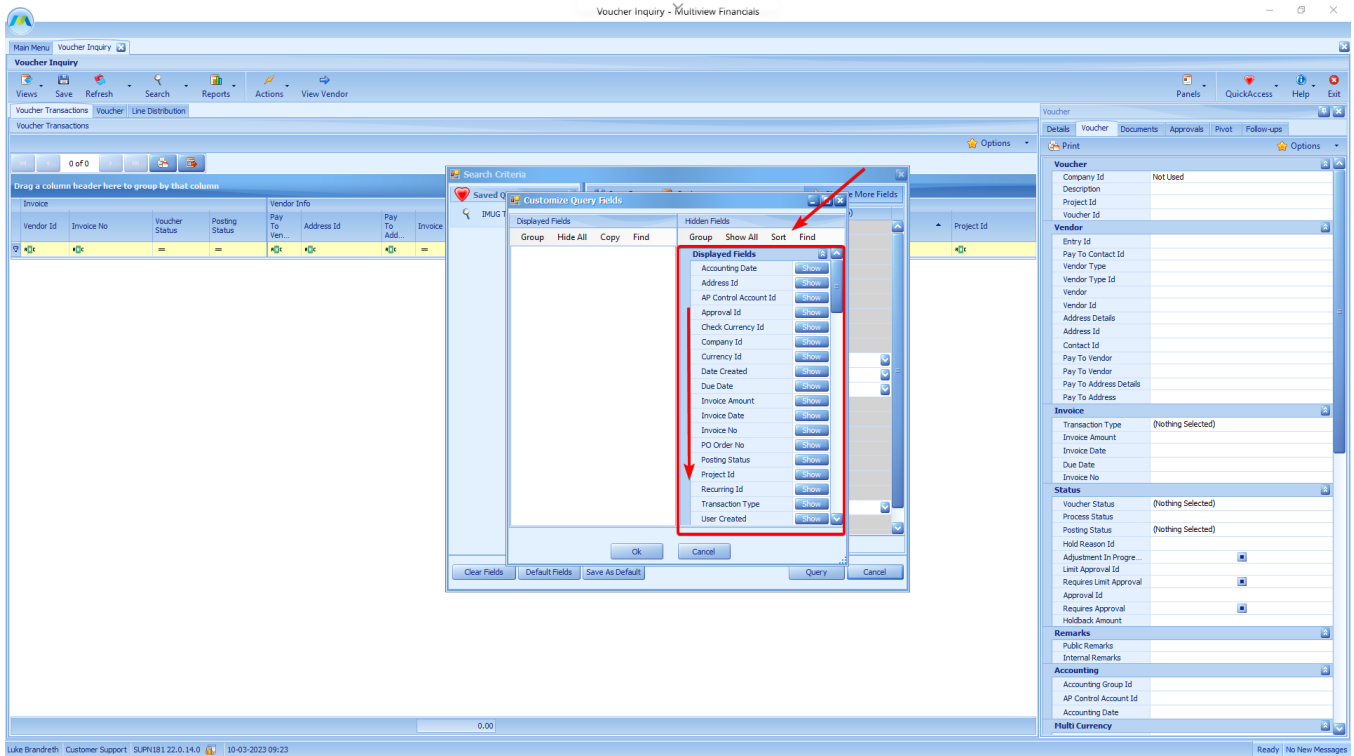 Voucher Inquiry - Multiview Financials
Main Menu Voucher Inquiry
Voucher Inquiry
Views Save Refresh Search Reports Actions View Vendor Panels QuickAccess Help Exit
Voucher Transactions Voucher Line Distribution
Voucher Transactions
Options
0 of 0
Drag a column header here to group by that column
Invoice Vendor Info
Vendor Id Invoice No Voucher Status Posting Status Pay To Ven... Address Id Pay To Add... Invoice Project Id
0.00
Search Criteria
Saved Q
More Fields
IMUG T
Customize Query Fields
Displayed Fields Hidden Fields
Group Hide All Copy Find Group Show All Sort Find
Displayed Fields
Accounting Date Show
Address Id Show
AP Control Account Id Show
Approval Id Show
Check Currency Id Show
Company Id Show
Currency Id Show
Date Created Show
Due Date Show
Invoice Amount Show
Invoice Date Show
Invoice No Show
PO Order No Show
Posting Status Show
Project Id Show
Recurring Id Show
Transaction Type Show
User Created Show
Ok Cancel
Clear Fields Default Fields Save As Default Query Cancel
Voucher
Details Voucher Documents Approvals Pivot Follow-ups
Print Options
Voucher
Company Id Not Used
Description
Project Id
Voucher Id
Vendor
Entry Id
Pay To Contact Id
Vendor Type
Vendor Type Id
Vendor
Vendor Id
Address Details
Address Id
Contact Id
Pay To Vendor
Pay To Vendor
Pay To Address Details
Pay To Address
Invoice
Transaction Type (Nothing Selected)
Invoice Amount
Invoice Date
Due Date
Invoice No
Status
Voucher Status (Nothing Selected)
Process Status
Posting Status (Nothing Selected)
Hold Reason Id
Adjustment In Progre...
Limit Approval Id
Requires Limit Approval
Approval Id
Requires Approval
Holdback Amount
Remarks
Public Remarks
Internal Remarks
Accounting
Accounting Group Id
AP Control Account Id
Accounting Date
Multi Currency
Luke Brandreth Customer Support SUPN181 22.0.14.0 10-03-2023 09:23 Ready No New Messages